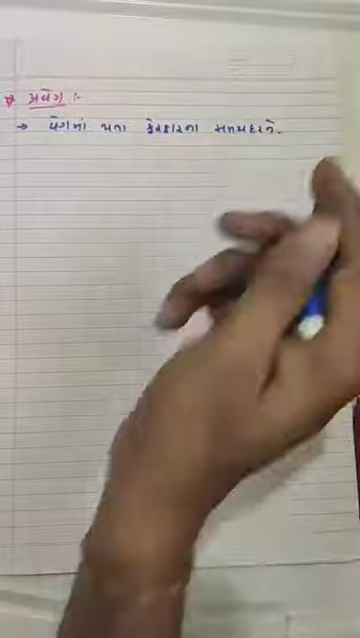 * પ્રવેગ :-
→ વેગમાં થતા ફેરફારના સમયદરને.